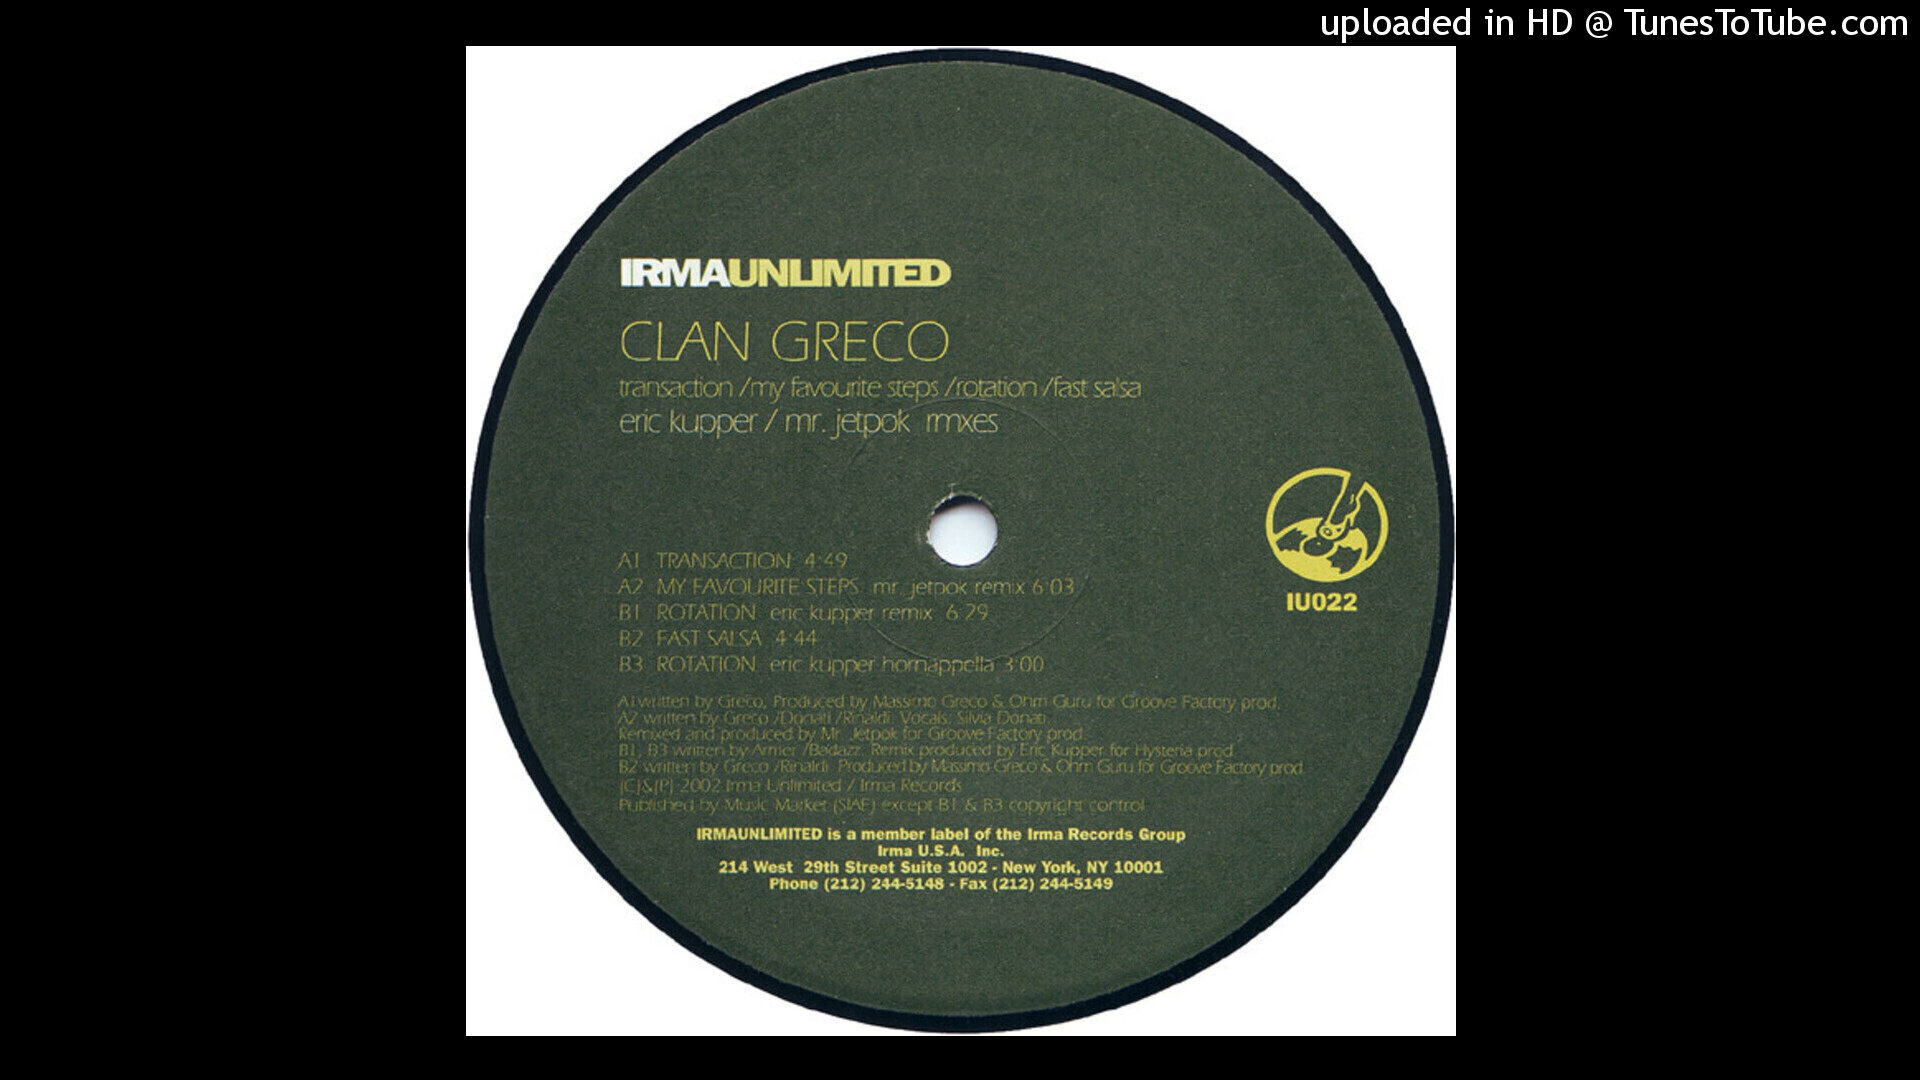 uploaded in HD @ TunesToTube.com
IRMAUNLIMITED
CLAN GRECO
transaction /my favourite steps /rotation /fast salsa
eric kupper / mr. jetpok rmxes
IU022
A1 TRANSACTION 4:49
A2 MY FAVOURITE STEPS mr. jetpok remix 6:03
B1 ROTATION eric kupper remix 6:29
B2 FAST SALSA 4:44
B3 ROTATION eric kupper hornappella 3:00
A1 written by Greco, Produced by Massimo Greco & Ohm Guru for Groove Factory prod.
A2 written by Greco /Donati /Rinaldi. Vocals: Silvia Donati.
Remixed and produced by Mr. Jetpok for Groove Factory prod.
B1, B3 written by /Badazz. Remix produced by Eric Kupper for Hysteria prod.
B2 written by Greco /Rinaldi. Produced by Massimo Greco & Ohm Guru for Groove Factory prod.
(C)&(P) 2002 Irma Unlimited / Irma Records
Published by Music Market (SIAE) except B1 & B3 copyright control
IRMAUNLIMITED is a member label of the Irma Records Group
Irma U.S.A. Inc.
214 West 29th Street Suite 1002 - New York, NY 10001
Phone (212) 244-5148 - Fax (212) 244-5149